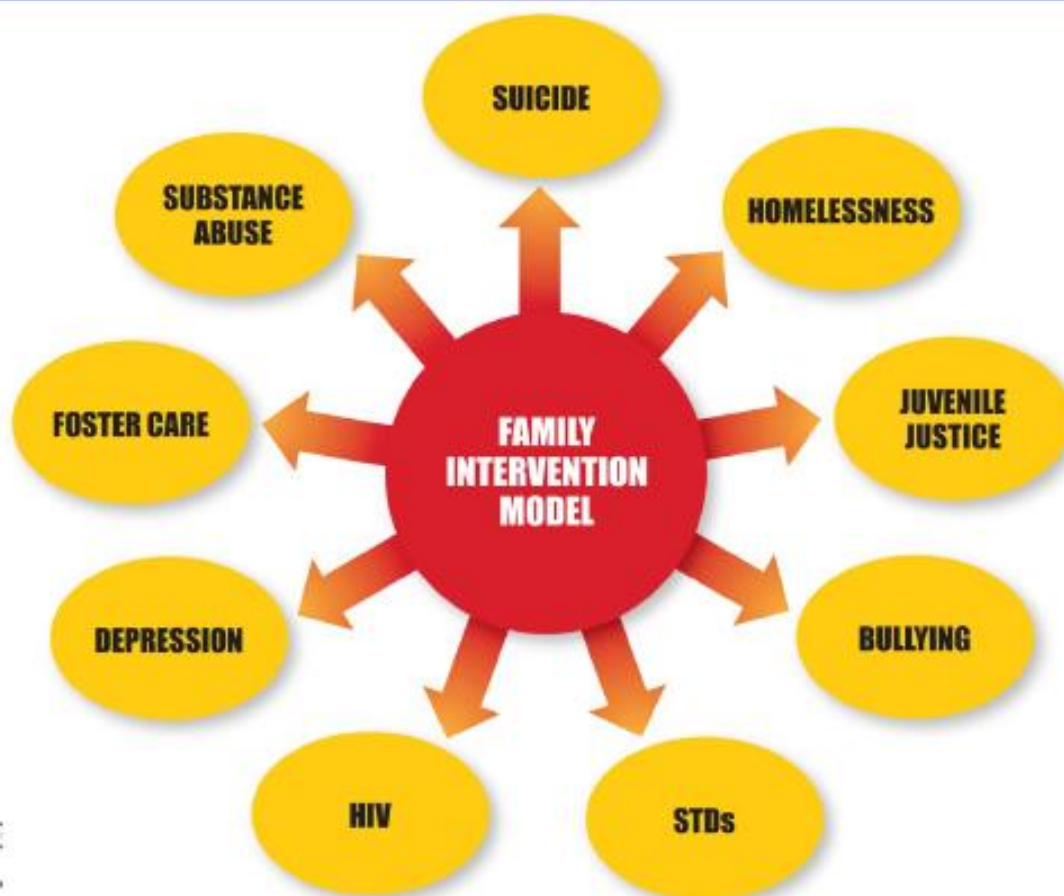 SUICIDE
HOMELESSNESS
SUBSTANCE
ABUSE
JUVENILE
JUSTICE
FOSTER CARE
FAMILY
INTERVENTION
MODEL
BULLYING
DEPRESSION
HIV
STDs